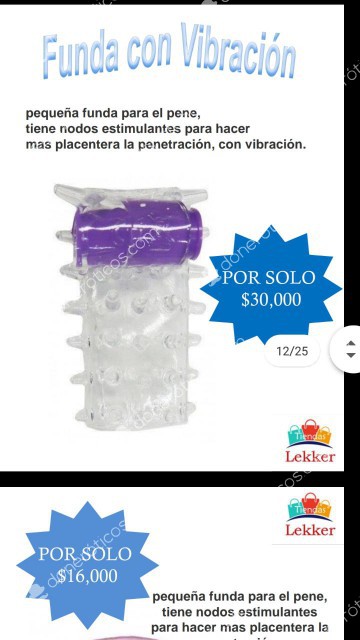 Funda con Vibración
pequeña funda para el pene,
tiene nodos estimulantes para hacer
mas placentera la penetración, con vibración.
POR SOLO
$30,000
12/25
Tiendas
Lekker
Tiendas
Lekker
POR SOLO
$16,000
pequeña funda para el pene,
tiene nodos estimulantes
para hacer mas placentera la